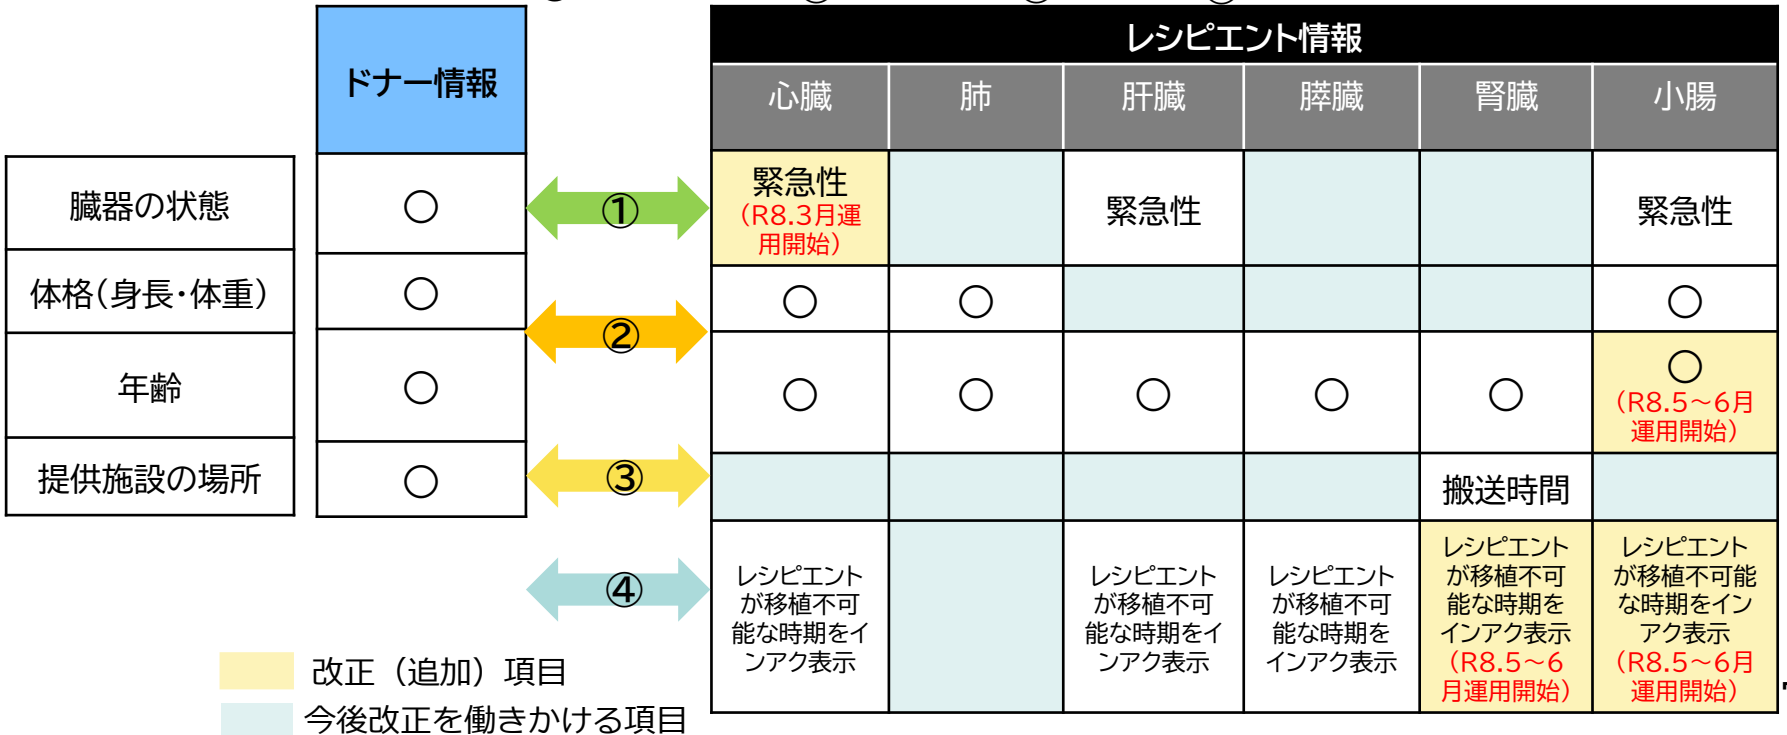 レシピエント情報
ドナー情報
心臓
肺
肝臓
膵臓
腎臓
小腸
臓器の状態
○
①
緊急性
(R8.3月運
用開始)
緊急性
緊急性
体格(身長・体重)
○
○
○
○
②
年齢
○
○
○
○
○
○
○
(R8.5~6月
運用開始)
提供施設の場所
○
③
搬送時間
④
レシピエント
が移植不可
能な時期をイ
ンアク表示
レシピエント
が移植不可
能な時期をイ
ンアク表示
レシピエント
が移植不可
能な時期を
インアク表示
レシピエント
が移植不可
能な時期を
インアク表示
(R8.5~6
月運用開始)
レシピエント
が移植不可能
な時期をイン
アク表示
(R8.5~6月
運用開始)
改正(追加)項目
今後改正を働きかける項目